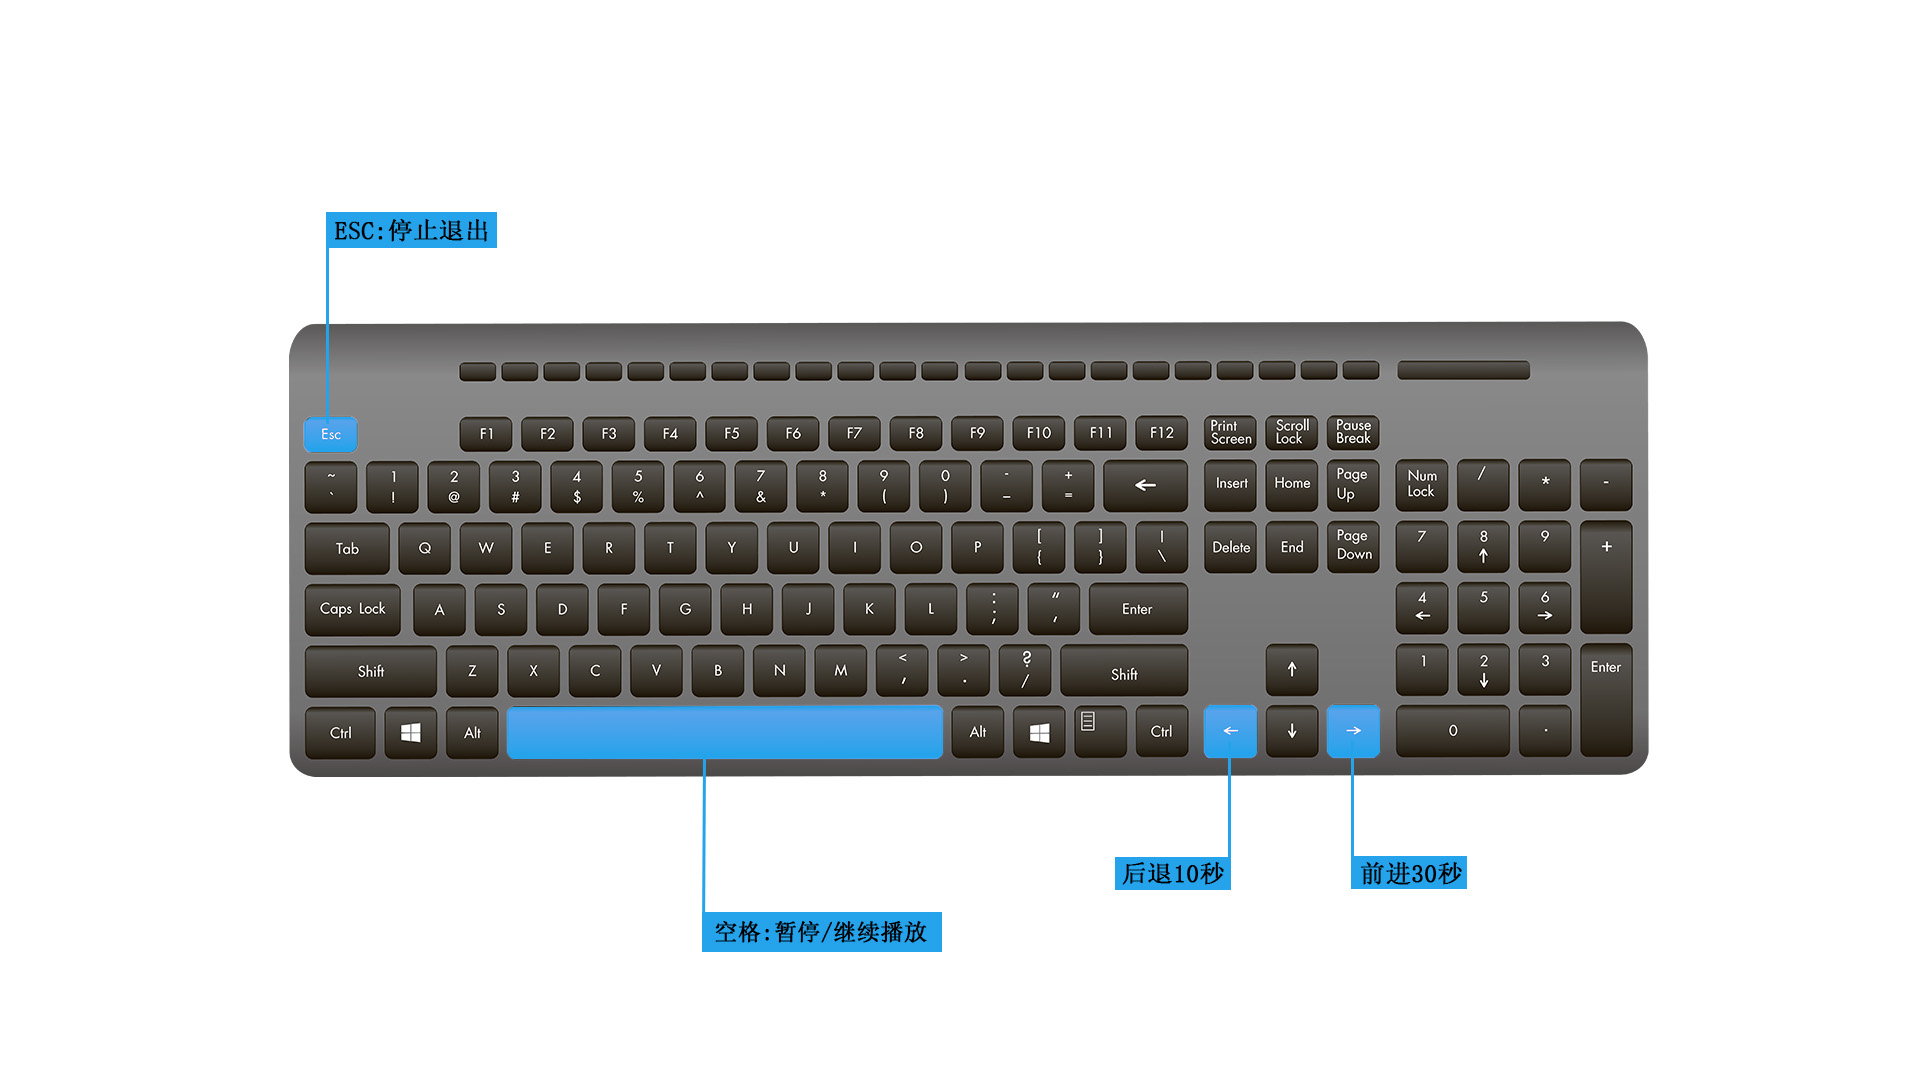 ESC:停止退出
Esc F1 F2 F3 F4 F5 F6 F7 F8 F9 F10 F11 F12 Print Screen Scroll Lock Pause Break
~ 1 2 3 4 5 6 7 8 9 0 - + ← Insert Home Page Up Num Lock / * -
` ! @ # $ % ^ & * ( ) _ =
Tab Q W E R T Y U I O P [ ] | Delete End Page Down 7 8 9 +
{ } \ ↑
Caps Lock A S D F G H J K L : “ Enter 4 5 6
; , ← →
Shift Z X C V B N M < > ? Shift ↑ 1 2 3 Enter
, . / ↓
Ctrl Alt Alt Ctrl ← ↓ → 0 .
后退10秒 前进30秒
空格:暂停/继续播放